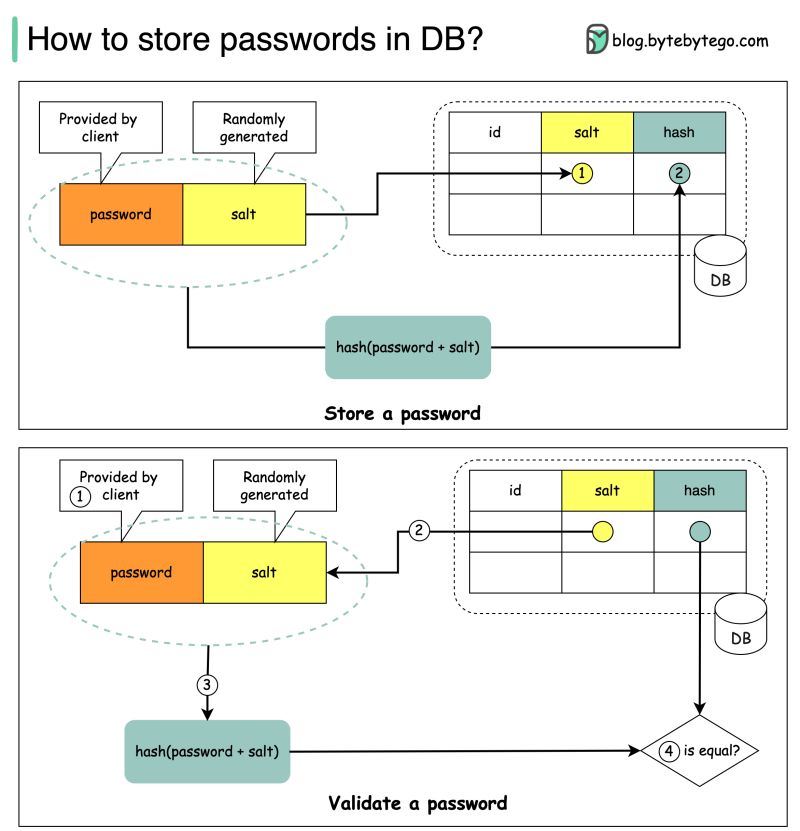 How to store passwords in DB?
blog.bytebytego.com
Provided by
client
Randomly
generated
password
salt
id
salt
hash
1
2
DB
hash(password + salt)
Store a password
Provided by
1 client
Randomly
generated
password
salt
id
salt
hash
2
DB
3
hash(password + salt)
4 is equal?
Validate a password